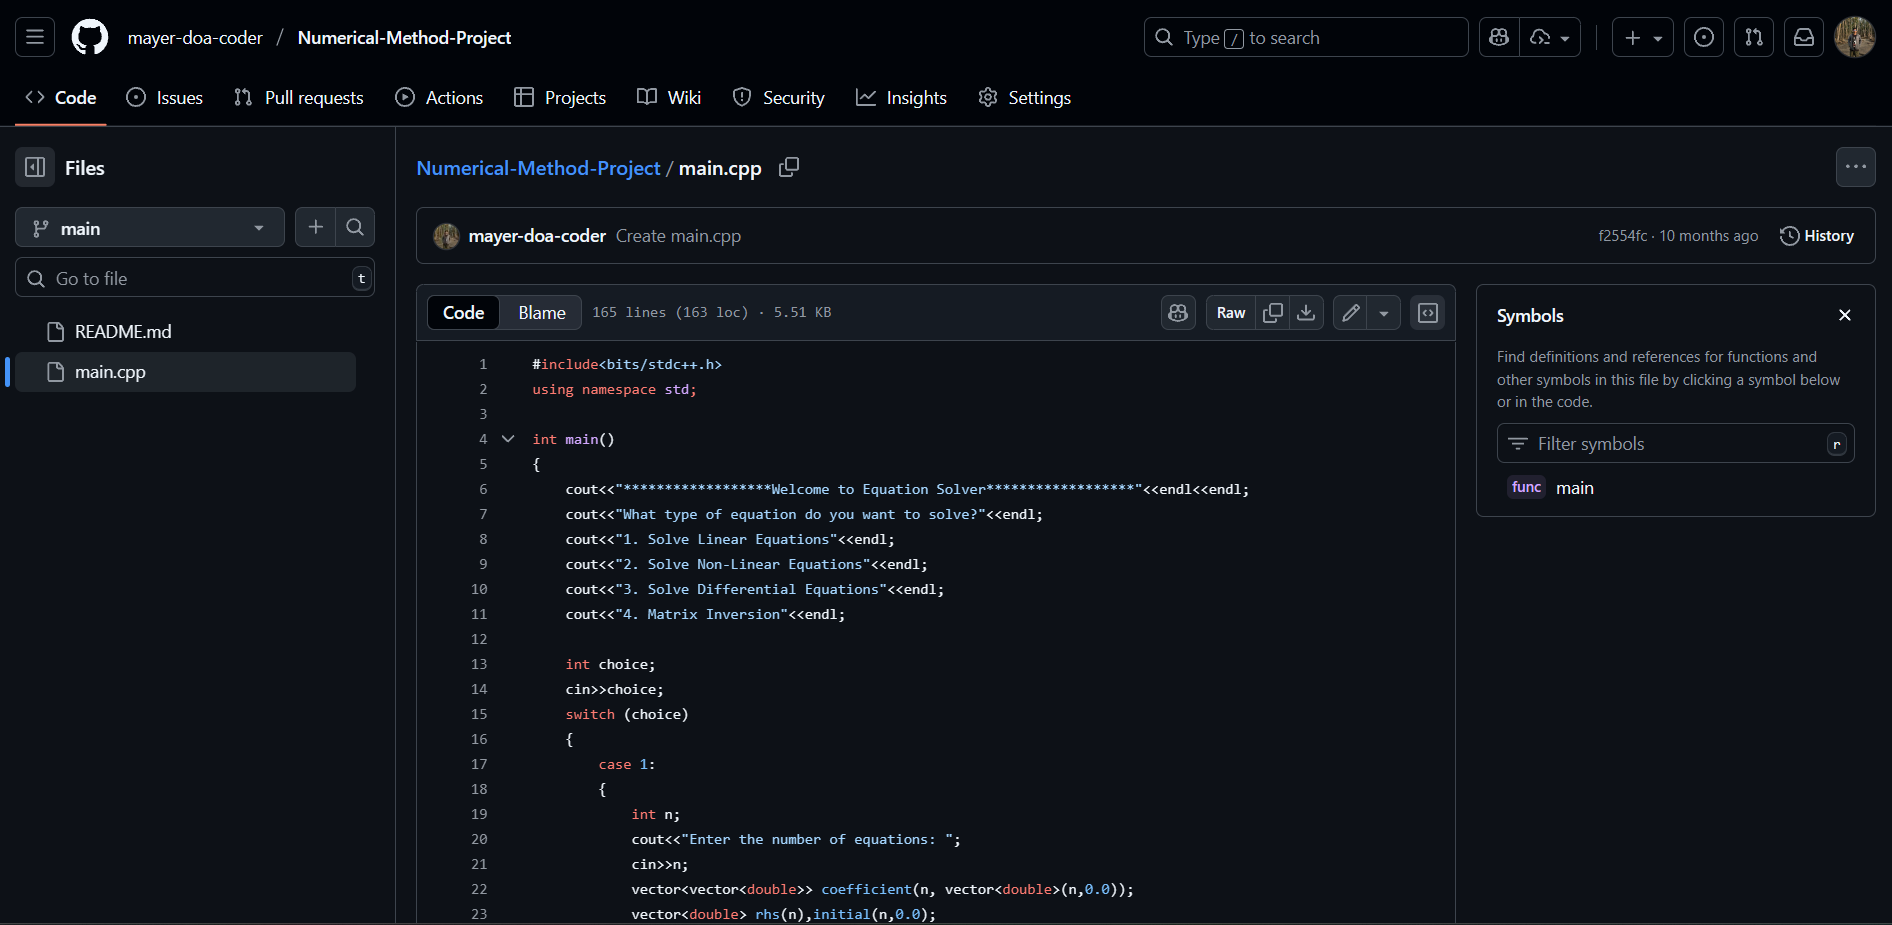 mayer-doa-coder / Numerical-Method-Project
Type / to search
Code Issues Pull requests Actions Projects Wiki Security Insights Settings
Files
main
Go to file t
README.md
main.cpp
Numerical-Method-Project / main.cpp
mayer-doa-coder Create main.cpp f2554fc · 10 months ago History
Code Blame 165 lines (163 loc) · 5.51 KB Raw
1 #include<bits/stdc++.h>
2 using namespace std;
3
4 int main()
5 {
6 cout<<"******************Welcome to Equation Solver******************"<<endl<<endl;
7 cout<<"What type of equation do you want to solve?"<<endl;
8 cout<<"1. Solve Linear Equations"<<endl;
9 cout<<"2. Solve Non-Linear Equations"<<endl;
10 cout<<"3. Solve Differential Equations"<<endl;
11 cout<<"4. Matrix Inversion"<<endl;
12
13 int choice;
14 cin>>choice;
15 switch (choice)
16 {
17 case 1:
18 {
19 int n;
20 cout<<"Enter the number of equations: ";
21 cin>>n;
22 vector<vector<double>> coefficient(n, vector<double>(n,0.0));
23 vector<double> rhs(n),initial(n,0.0);
Symbols
Find definitions and references for functions and
other symbols in this file by clicking a symbol below
or in the code.
Filter symbols r
func main